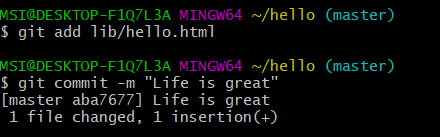 MSI@DESKTOP-F1Q7L3A MINGW64 ~/hello (master)
$ git add lib/hello.html
MSI@DESKTOP-F1Q7L3A MINGW64 ~/hello (master)
$ git commit -m "Life is great"
[master aba7677] Life is great
 1 file changed, 1 insertion(+)